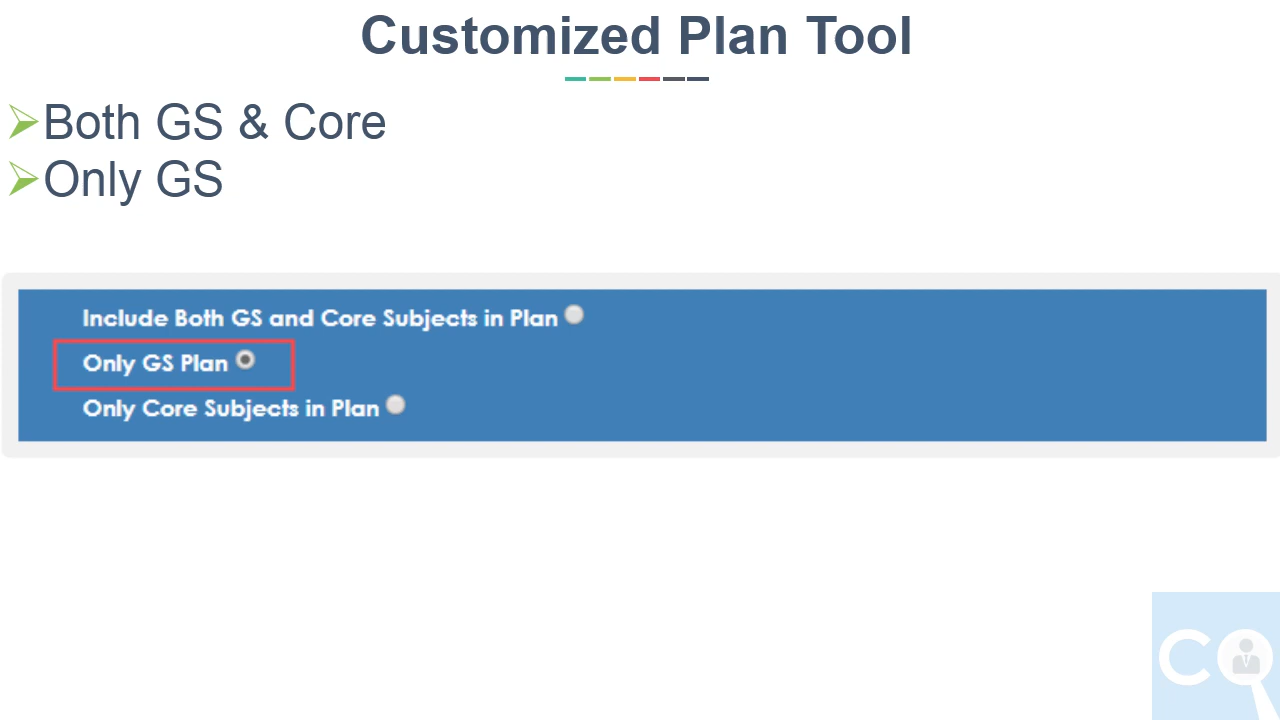 Customized Plan Tool
Both GS & Core
Only GS
Include Both GS and Core Subjects in Plan
Only GS Plan
Only Core Subjects in Plan